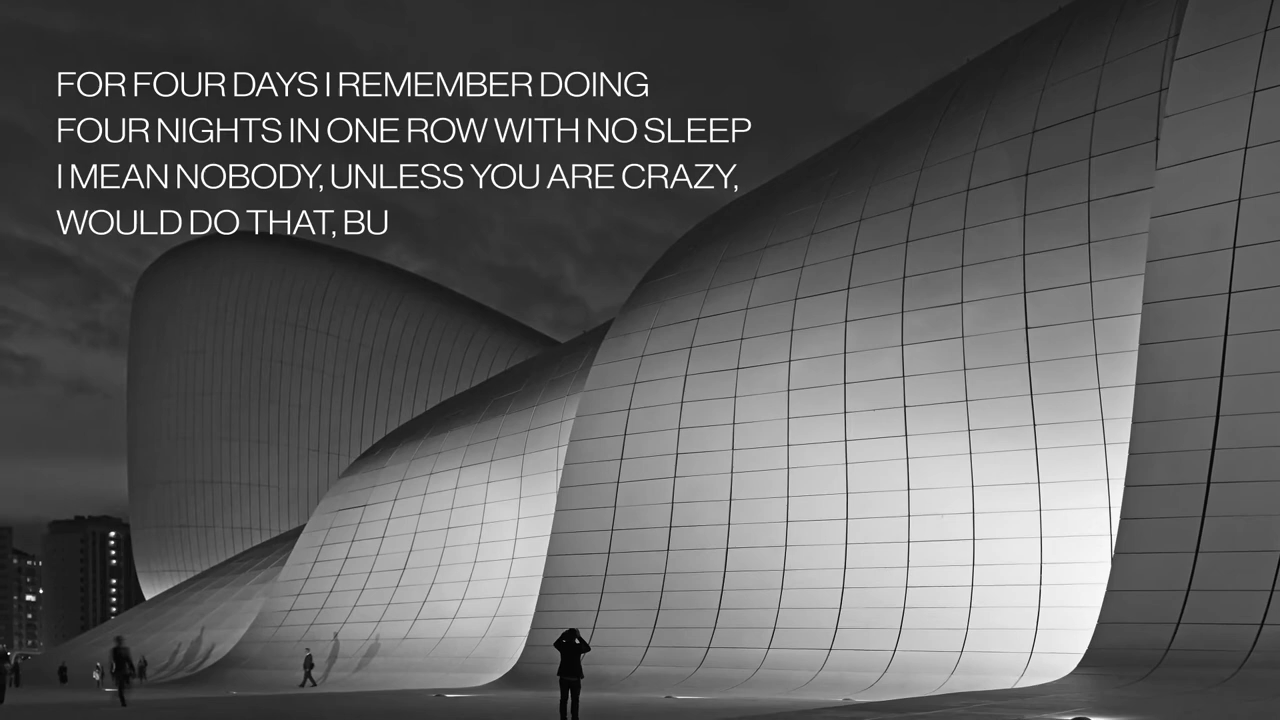 FOR FOUR DAYS I REMEMBER DOING
FOUR NIGHTS IN ONE ROW WITH NO SLEEP
I MEAN NOBODY, UNLESS YOU ARE CRAZY,
WOULD DO THAT, BU